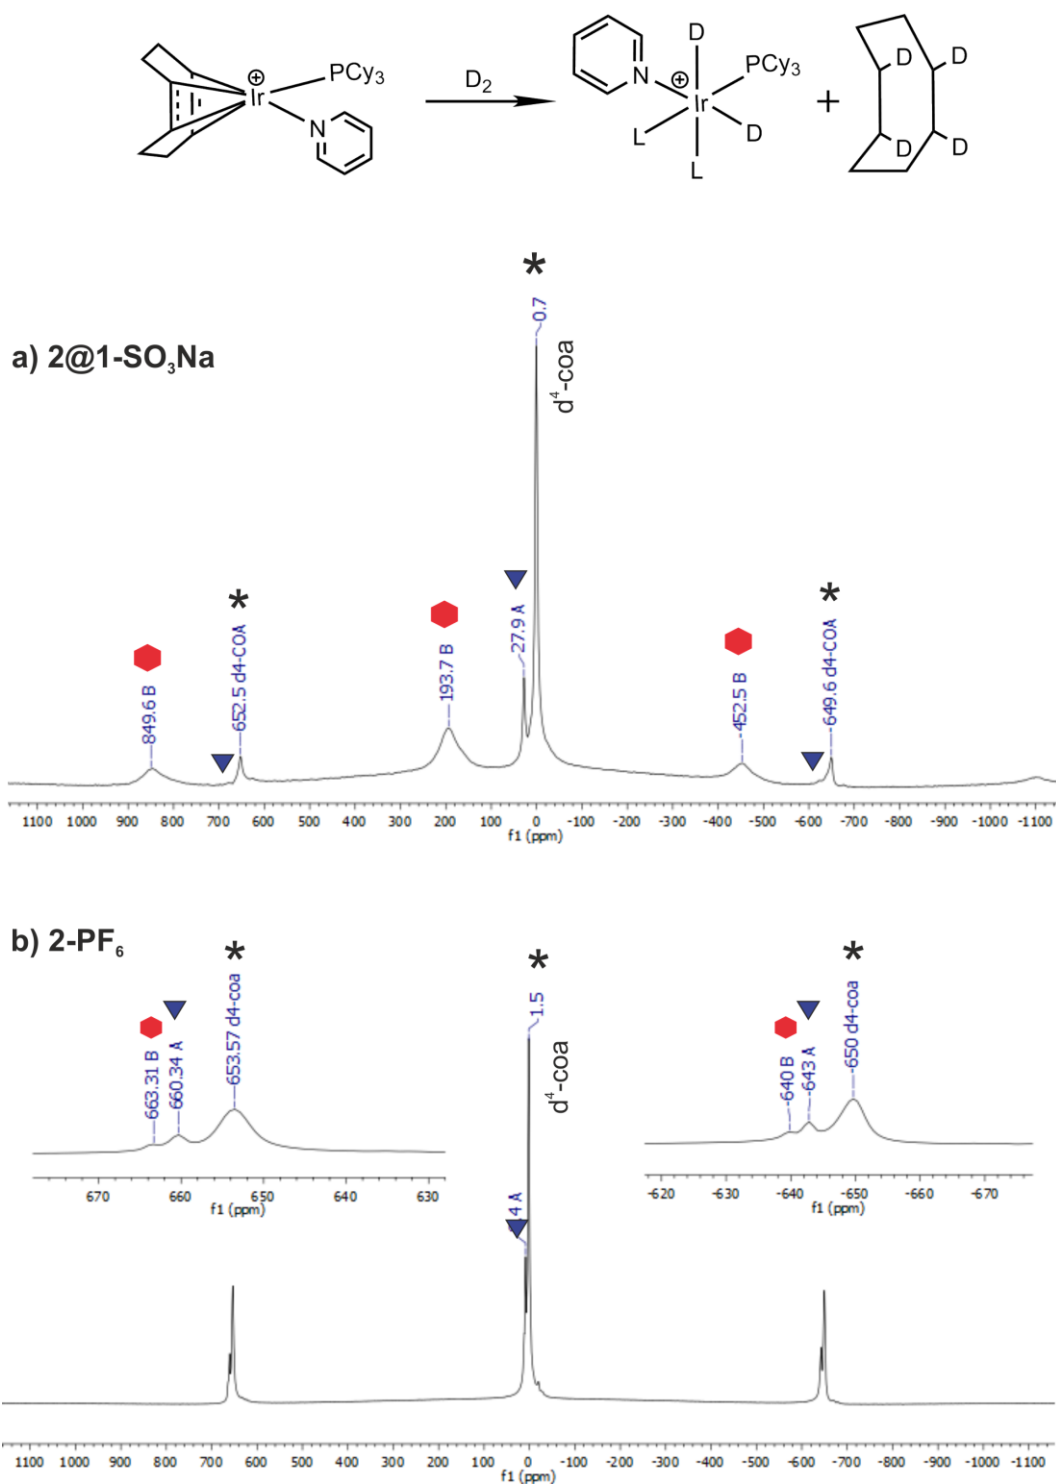 D₂
⊕
Ir
PCy₃
N
D
N
⊕
PCy₃
Ir
L
D
L
+
D
D
D
D
*
a) 2@1-SO₃Na
0.7
d⁴-coa
*
*
849.6 B
652.5 d4-COA
193.7 B
27.9 A
-452.5 B
-649.6 d4-COA
1100 1000 900 800 700 600 500 400 300 200 100 0 -100 -200 -300 -400 -500 -600 -700 -800 -900 -1000 -1100
f1 (ppm)
b) 2-PF₆
*
*
*
663.31 B
660.34 A
653.57 d4-coa
1.5
d⁴-coa
-640 B
-643 A
-650 d4-coa
670 660 650 640 630
f1 (ppm)
-620 -630 -640 -650 -660 -670
f1 (ppm)
4 A
1100 1000 900 800 700 600 500 400 300 200 100 0 -100 -200 -300 -400 -500 -600 -700 -800 -900 -1000 -1100
f1 (ppm)